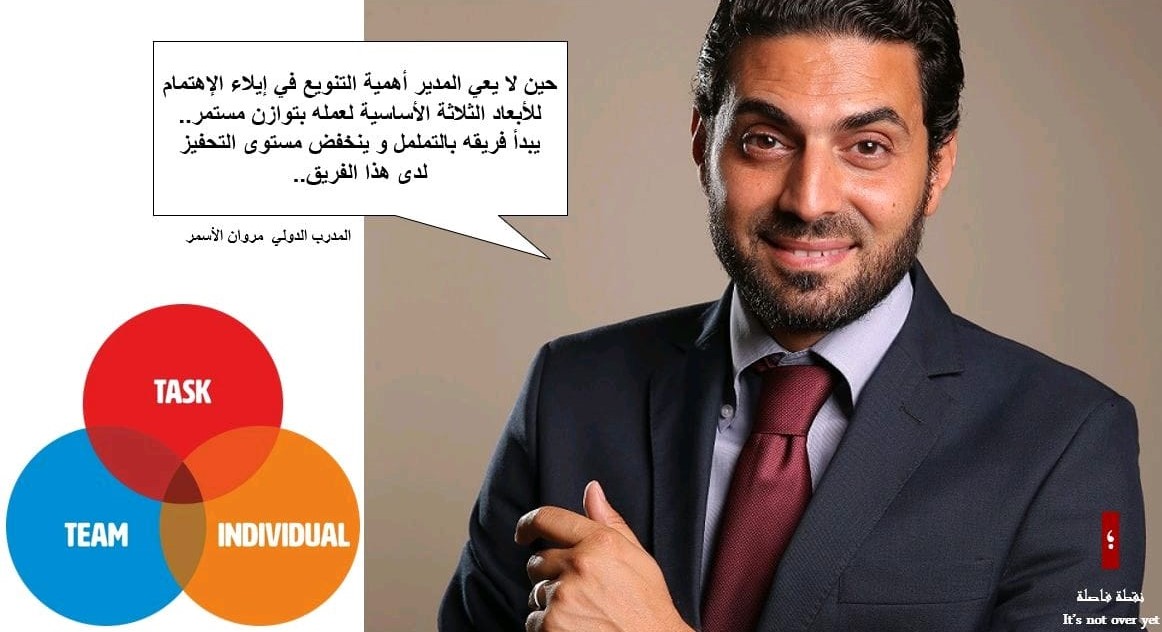 حين لا يعي المدير أهمية التنويع في إيلاء الإهتمام
للأبعاد الثلاثة الأساسية لعمله بتوازن مستمر..
يبدأ فريقه بالتململ و ينخفض مستوى التحفيز
لدى هذا الفريق..
المدرب الدولي مروان الأسمر
TASK
TEAM
INDIVIDUAL
؛
نقطة فاصلة
It's not over yet